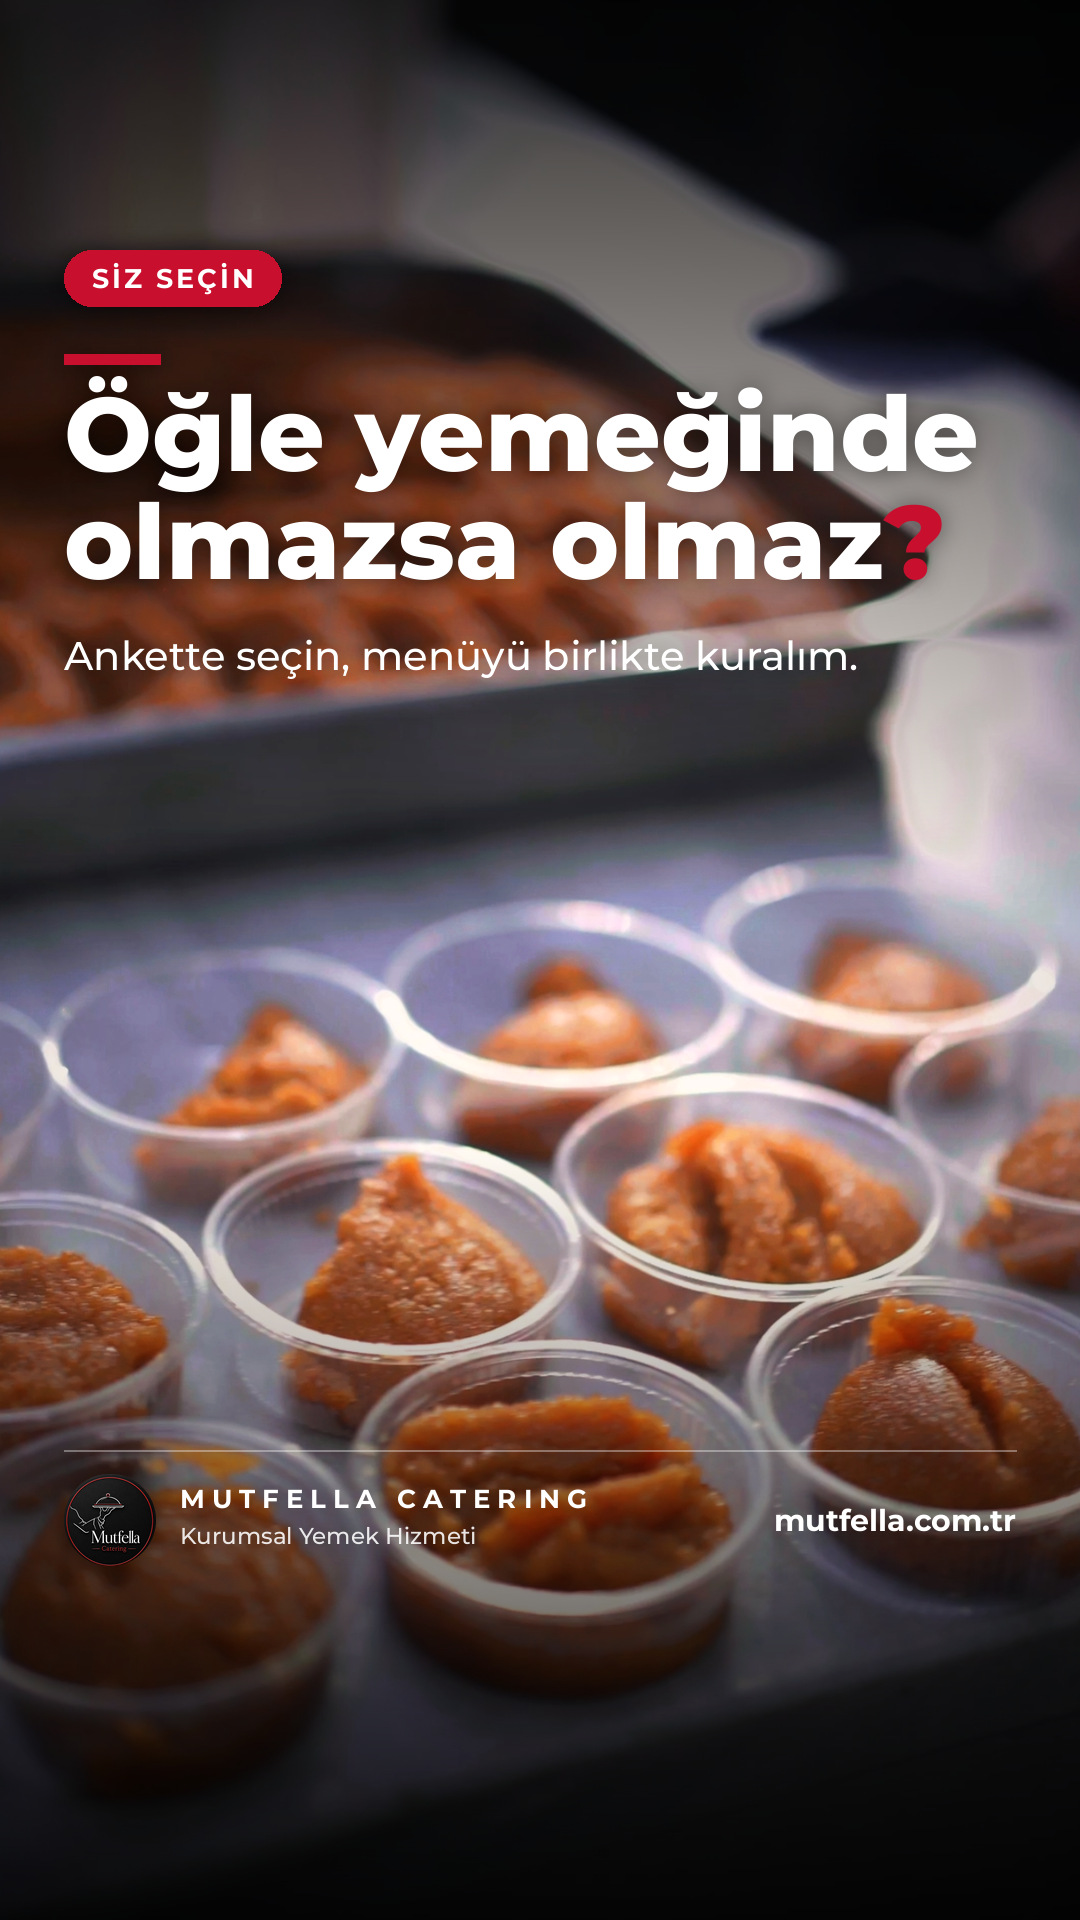 SİZ SEÇİN
Öğle yemeğinde
olmazsa olmaz?
Ankette seçin, menüyü birlikte kuralım.
MUTFELLA CATERING
Kurumsal Yemek Hizmeti
Mutfella
Catering
mutfella.com.tr